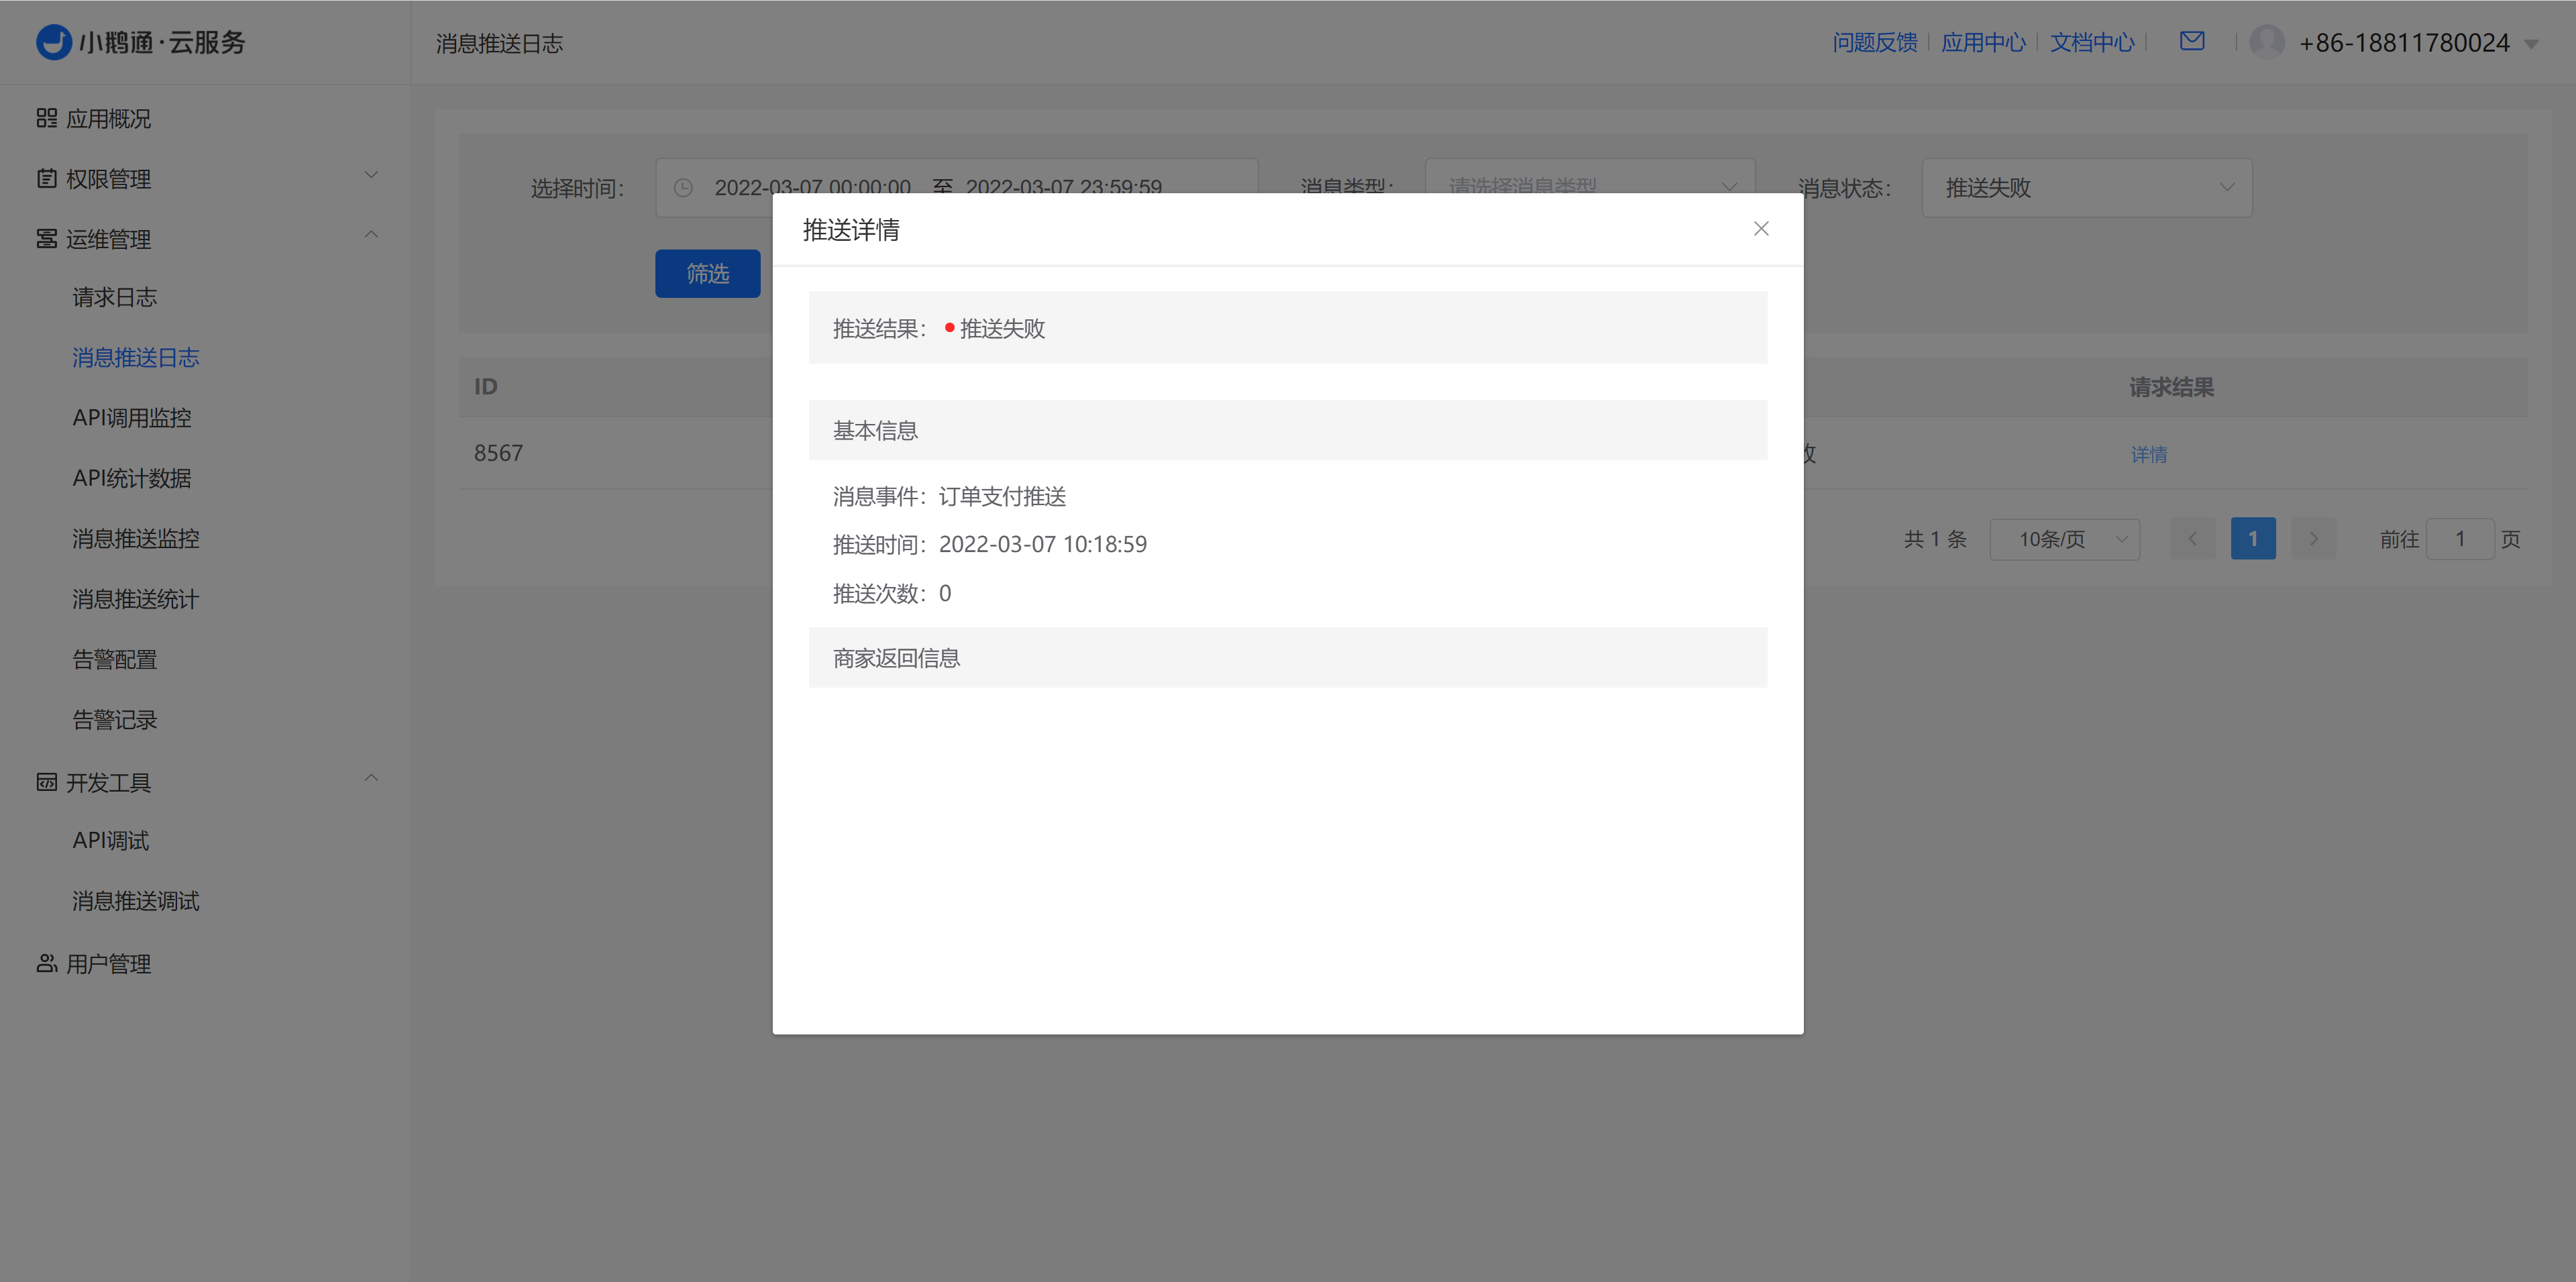 小鹅通·云服务
消息推送日志
问题反馈 应用中心 文档中心 +86-18811780024
应用概况
权限管理
运维管理
请求日志
消息推送日志
API调用监控
API统计数据
消息推送监控
消息推送统计
告警配置
告警记录
开发工具
API调试
消息推送调试
用户管理
选择时间： 2022-03-07 00:00:00 至 2022-03-07 23:59:59 消息类型： 请选择消息类型 消息状态： 推送失败
筛选
ID 请求结果
8567 详情
共 1 条 10条/页 1 前往 1 页
推送详情
推送结果： 推送失败
基本信息
消息事件：订单支付推送
推送时间：2022-03-07 10:18:59
推送次数：0
商家返回信息